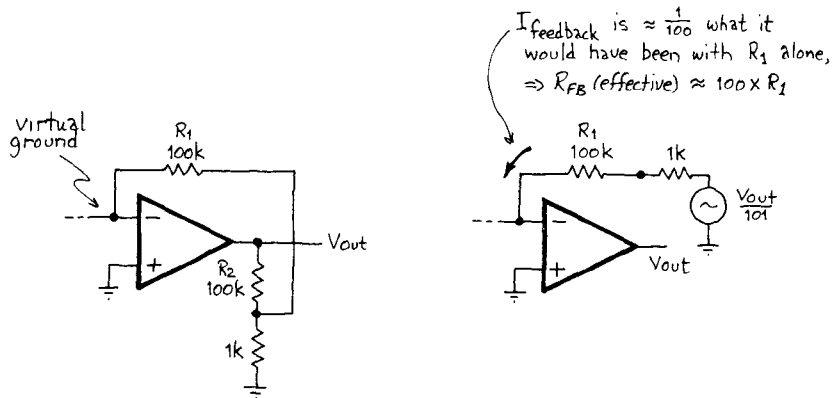 virtual
ground
R1
100k
−
+
Vout
R2
100k
1k
Ifeedback is ≈ 1/100 what it
would have been with R1 alone,
⇒ RFB (effective) ≈ 100 x R1
R1
100k
1k
Vout/101
−
+
Vout